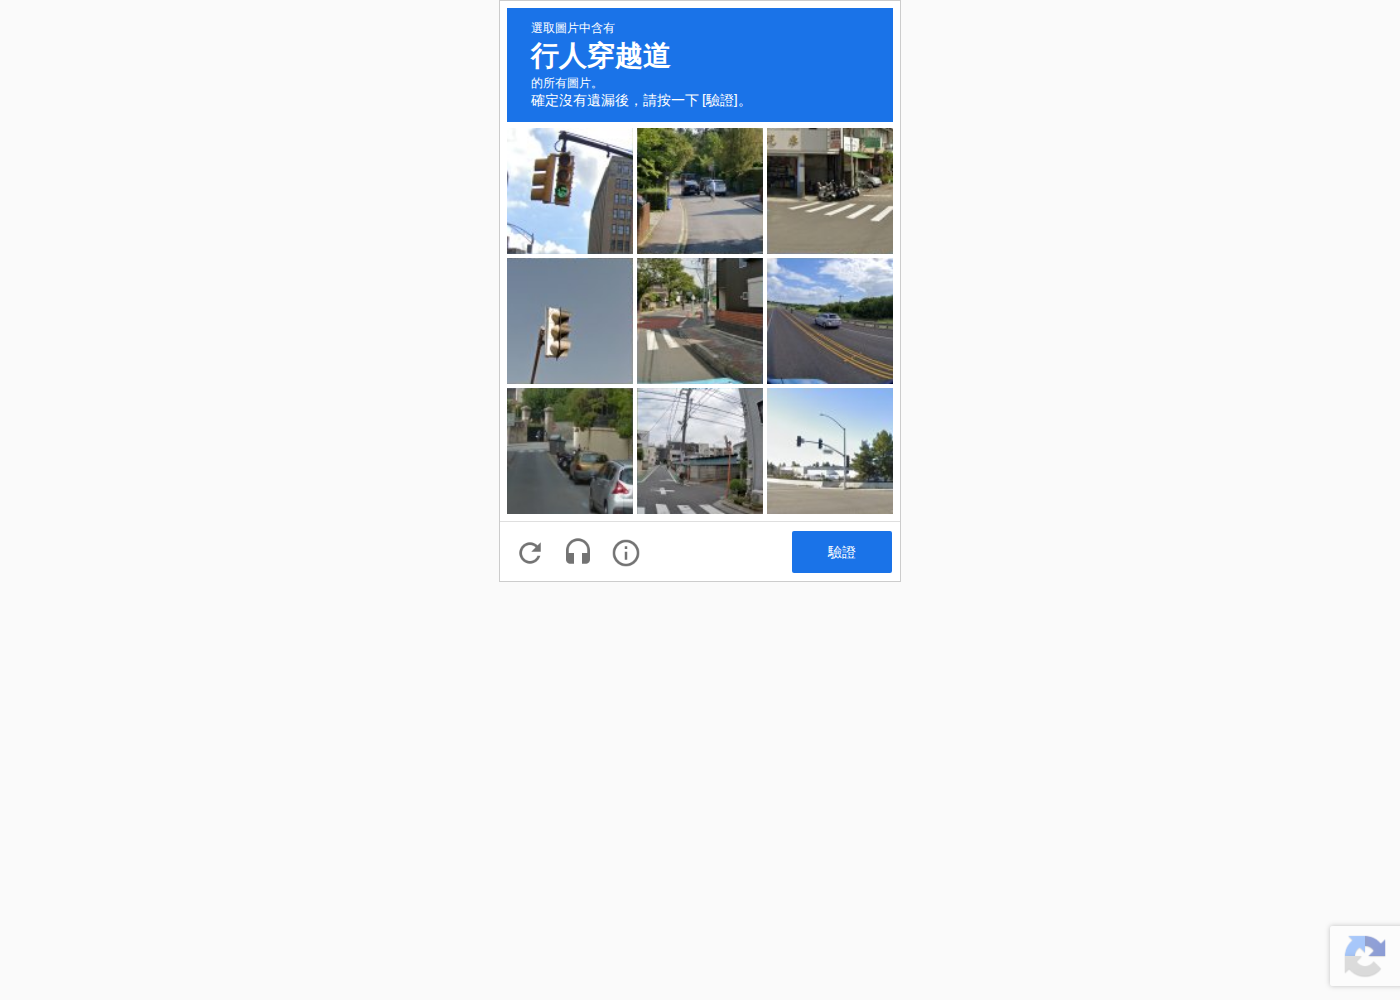 選取圖片中含有
行人穿越道
的所有圖片。
確定沒有遺漏後，請按一下 [驗證]。
驗證